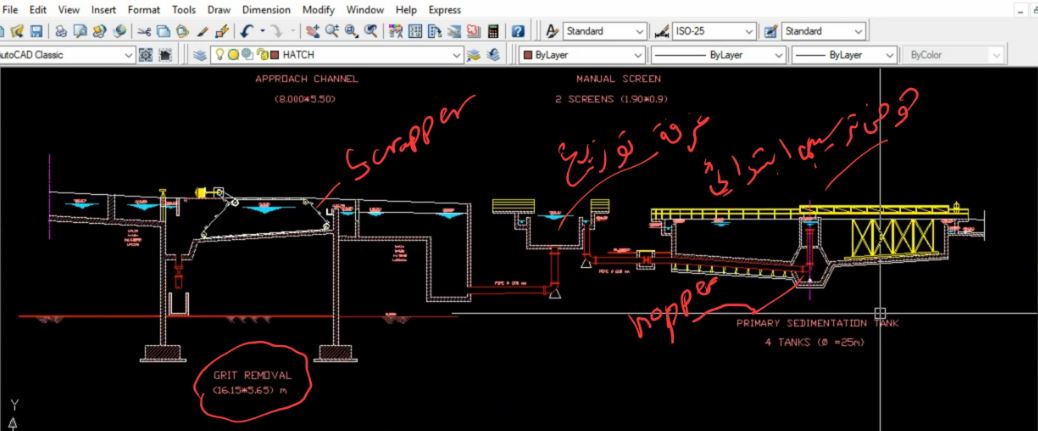 File Edit View Insert Format Tools Draw Dimension Modify Window Help Express
Standard ISO-25 Standard
AutoCAD Classic HATCH ByLayer ByLayer ByLayer ByColor
APPROACH CHANNEL
(8.000*5.50)
MANUAL SCREEN
2 SCREENS (1.90*0.9)
Scrapper
غرفة توزيع
حوض ترسيب ابتدائي
hopper
PRIMARY SEDIMENTATION TANK
4 TANKS (Ø =25m)
GRIT REMOVAL
(16.15*5.65) m
Y